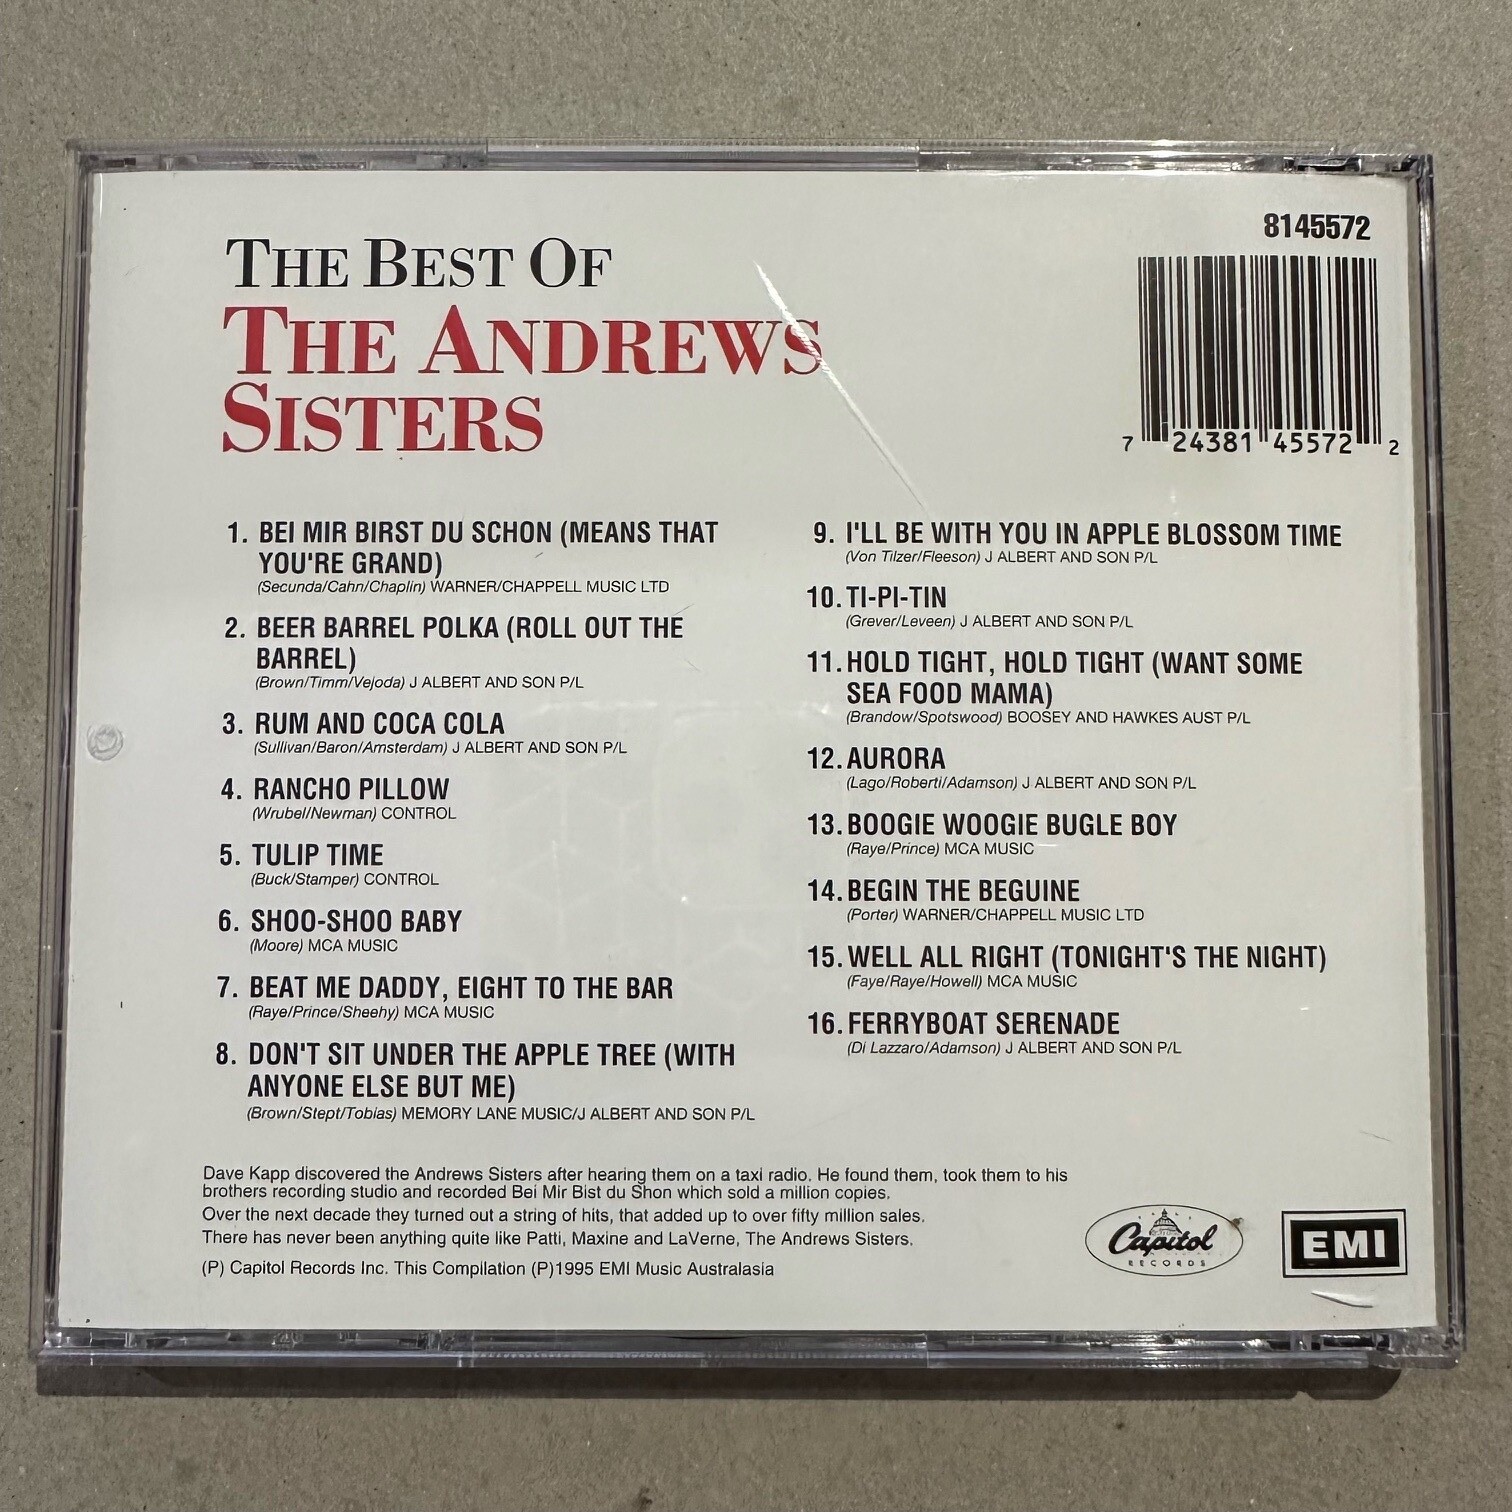 8145572
THE BEST OF
THE ANDREWS
SISTERS
7 24381 45572 2
1. BEI MIR BIRST DU SCHON (MEANS THAT
YOU'RE GRAND)
(Secunda/Cahn/Chaplin) WARNER/CHAPPELL MUSIC LTD
2. BEER BARREL POLKA (ROLL OUT THE
BARREL)
(Brown/Timm/Vejoda) J ALBERT AND SON P/L
3. RUM AND COCA COLA
(Sullivan/Baron/Amsterdam) J ALBERT AND SON P/L
4. RANCHO PILLOW
(Wrubel/Newman) CONTROL
5. TULIP TIME
(Buck/Stamper) CONTROL
6. SHOO-SHOO BABY
(Moore) MCA MUSIC
7. BEAT ME DADDY, EIGHT TO THE BAR
(Raye/Prince/Sheehy) MCA MUSIC
8. DON'T SIT UNDER THE APPLE TREE (WITH
ANYONE ELSE BUT ME)
(Brown/Stept/Tobias) MEMORY LANE MUSIC/J ALBERT AND SON P/L
9. I'LL BE WITH YOU IN APPLE BLOSSOM TIME
(Von Tilzer/Fleeson) J ALBERT AND SON P/L
10. TI-PI-TIN
(Grever/Leveen) J ALBERT AND SON P/L
11. HOLD TIGHT, HOLD TIGHT (WANT SOME
SEA FOOD MAMA)
(Brandow/Spotswood) BOOSEY AND HAWKES AUST P/L
12. AURORA
(Lago/Roberti/Adamson) J ALBERT AND SON P/L
13. BOOGIE WOOGIE BUGLE BOY
(Raye/Prince) MCA MUSIC
14. BEGIN THE BEGUINE
(Porter) WARNER/CHAPPELL MUSIC LTD
15. WELL ALL RIGHT (TONIGHT'S THE NIGHT)
(Faye/Raye/Howell) MCA MUSIC
16. FERRYBOAT SERENADE
(Di Lazzaro/Adamson) J ALBERT AND SON P/L
Dave Kapp discovered the Andrews Sisters after hearing them on a taxi radio. He found them, took them to his
brothers recording studio and recorded Bei Mir Bist du Shon which sold a million copies.
Over the next decade they turned out a string of hits, that added up to over fifty million sales.
There has never been anything quite like Patti, Maxine and LaVerne, The Andrews Sisters.
(P) Capitol Records Inc. This Compilation (P)1995 EMI Music Australasia
Capitol
RECORDS
EMI